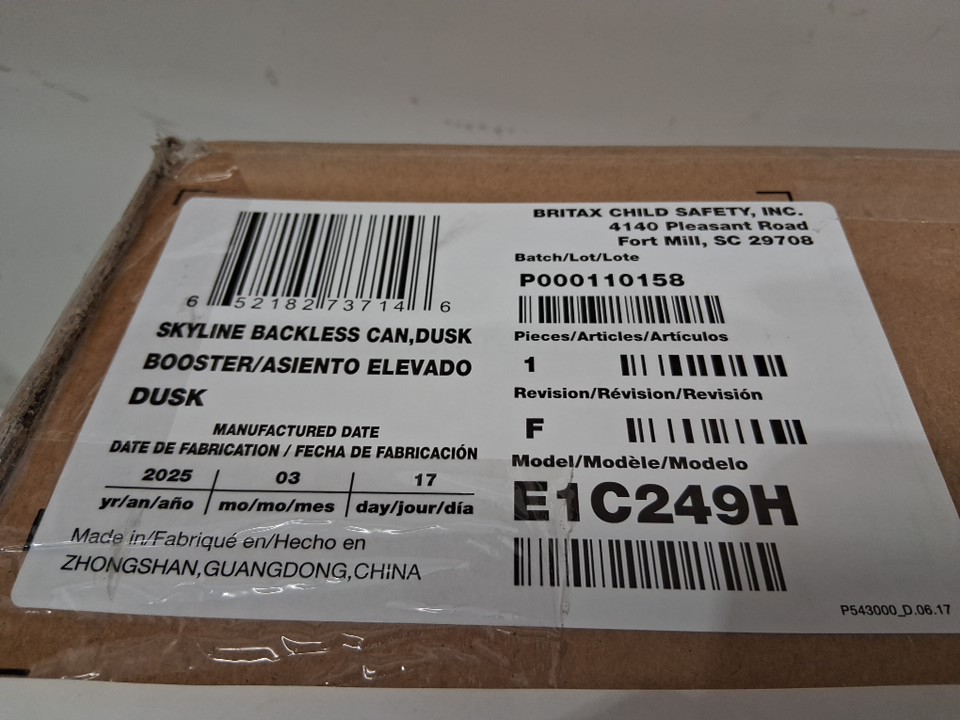 6 52182 73714 6
SKYLINE BACKLESS CAN,DUSK
BOOSTER/ASIENTO ELEVADO
DUSK
MANUFACTURED DATE
DATE DE FABRICATION / FECHA DE FABRICACIÓN
2025 | 03 | 17
yr/an/año | mo/mo/mes | day/jour/día
Made in/Fabriqué en/Hecho en
ZHONGSHAN,GUANGDONG,CHINA
BRITAX CHILD SAFETY, INC.
4140 Pleasant Road
Fort Mill, SC 29708
Batch/Lot/Lote
P000110158
Pieces/Articles/Artículos
1
Revision/Révision/Revisión
F
Model/Modèle/Modelo
E1C249H
P543000_D.06.17